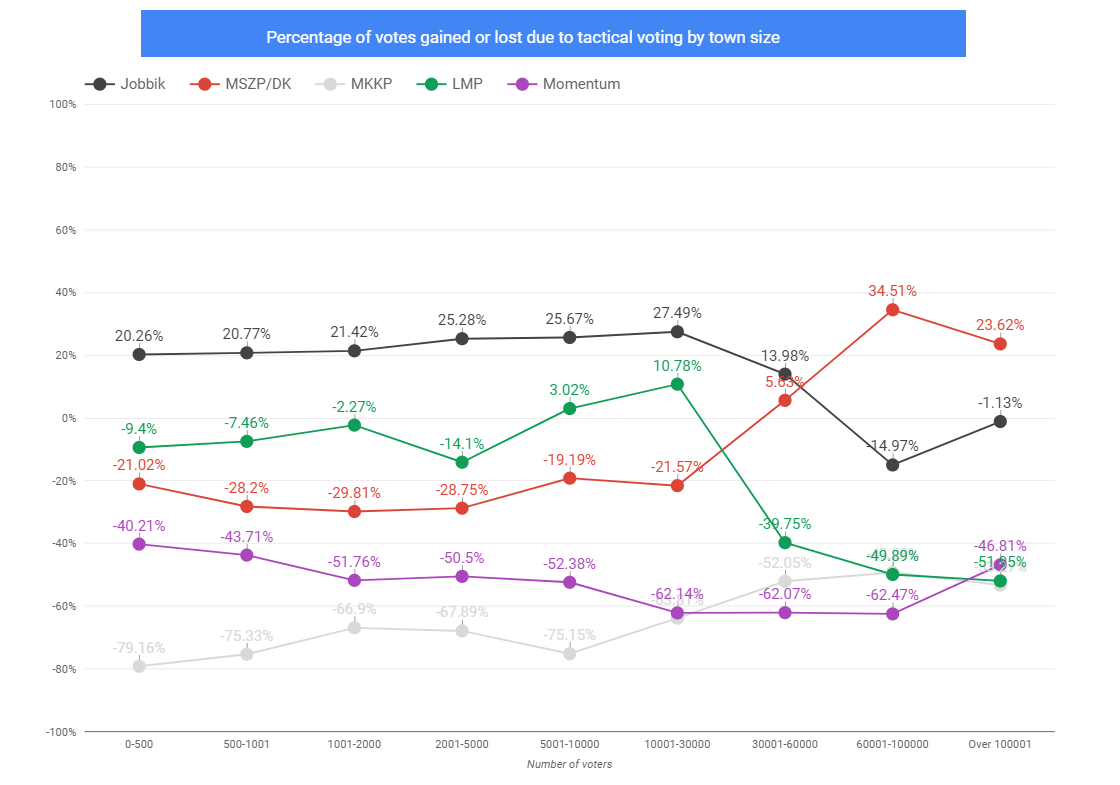 Percentage of votes gained or lost due to tactical voting by town size
Jobbik MSZP/DK MKKP LMP Momentum
100%
80%
60%
40%
20%
0%
-20%
-40%
-60%
-80%
-100%
20.26% 20.77% 21.42% 25.28% 25.67% 27.49% 13.98% -14.97% -1.13%
-21.02% -28.2% -29.81% -28.75% -19.19% -21.57% 5.63% 34.51% 23.62%
-79.16% -75.33% -66.9% -67.89% -75.15% -52.05%
-9.4% -7.46% -2.27% -14.1% 3.02% 10.78% -39.75% -49.89% -51.95%
-40.21% -43.71% -51.76% -50.5% -52.38% -62.14% -62.07% -62.47% -46.81%
0-500 500-1001 1001-2000 2001-5000 5001-10000 10001-30000 30001-60000 60001-100000 Over 100001
Number of voters